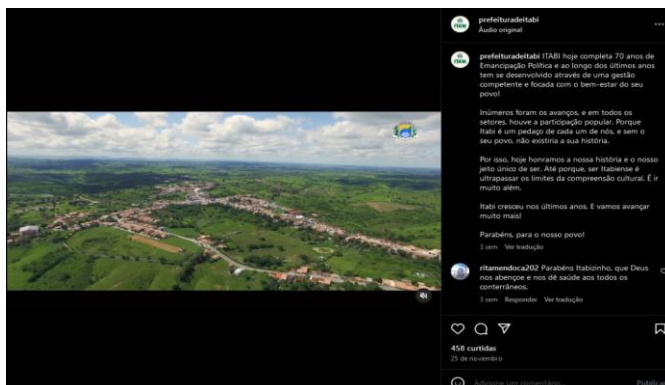 prefeituradeitabi
Áudio original
prefeituradeitabi ITABI hoje completa 70 anos de
Emancipação Política e ao longo dos últimos anos
tem se desenvolvido através de uma gestão
competente e focada com o bem-estar do seu
povo!
Inúmeros foram os avanços, e em todos os
setores, houve a participação popular. Porque
Itabi é um pedaço de cada um de nós, e sem o
seu povo, não existiria a sua história.
Por isso, hoje honramos a nossa história e o nosso
jeito único de ser. Até porque, ser Itabiense é
ultrapassar os limites da compreensão cultural. É ir
muito além.
Itabi cresceu nos últimos anos. E vamos avançar
muito mais!
Parabéns, para o nosso povo!
3 sem Ver tradução
ritamendoca202 Parabéns Itabizinho, que Deus
nos abençoe e nos dê saúde aos todos os
conterrâneos.
3 sem Responder Ver tradução
458 curtidas
25 de novembro
Adicione um comentário...